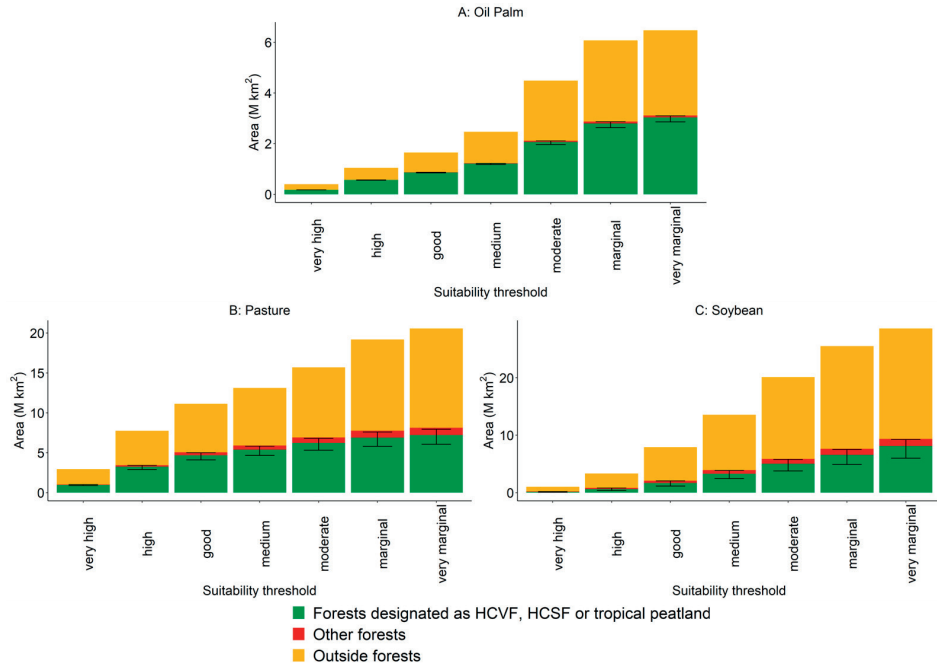 A: Oil Palm
Area (M km²)
6
4
2
0
very high
high
good
medium
moderate
marginal
very marginal
Suitability threshold
B: Pasture
Area (M km²)
20
15
10
5
0
very high
high
good
medium
moderate
marginal
very marginal
Suitability threshold
C: Soybean
Area (M km²)
20
10
0
very high
high
good
medium
moderate
marginal
very marginal
Suitability threshold
Forests designated as HCVF, HCSF or tropical peatland
Other forests
Outside forests